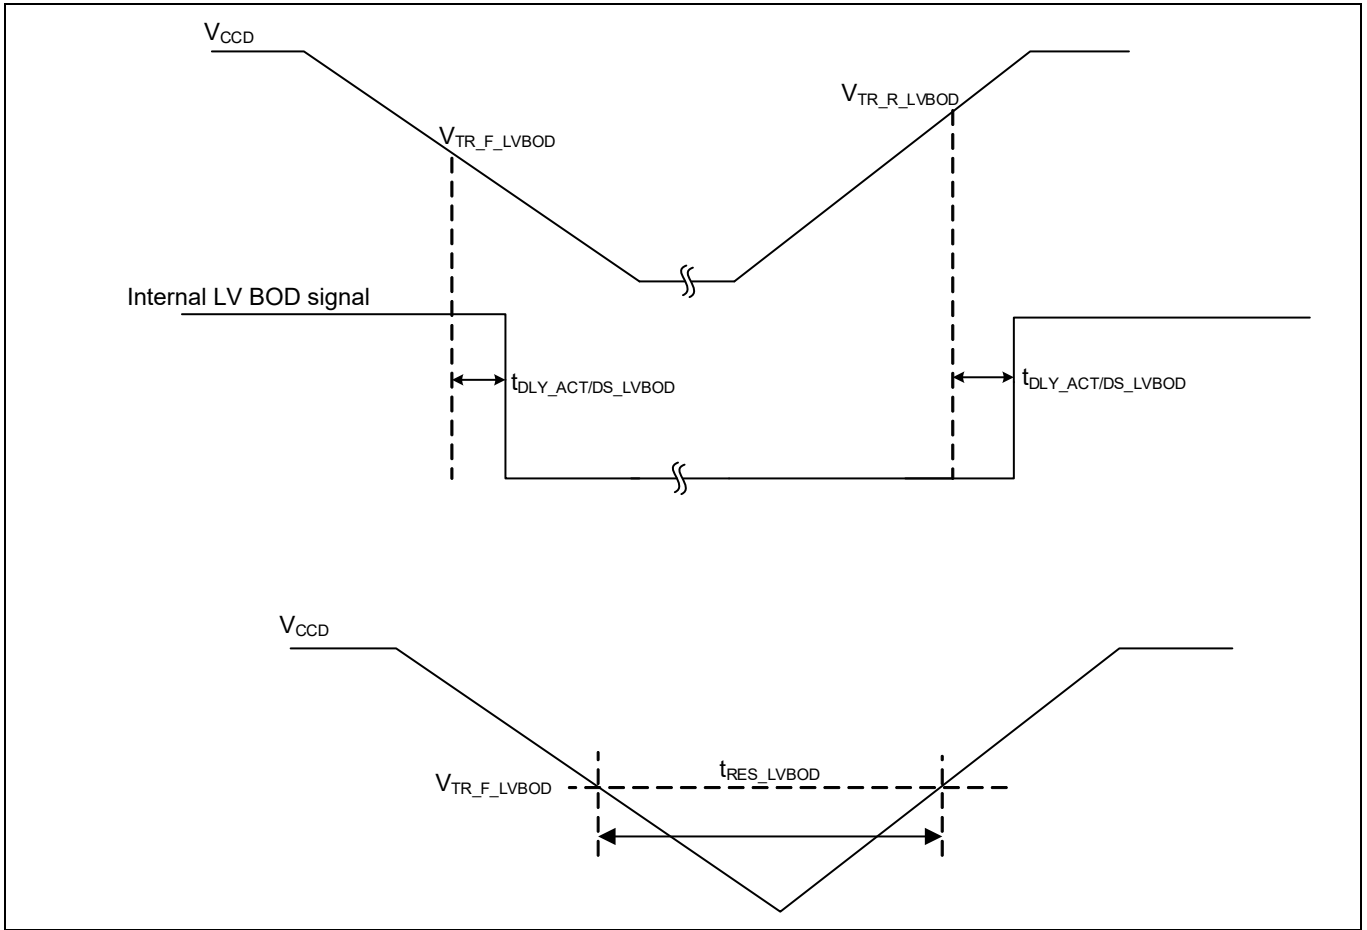 VCCD
VTR_R_LVBOD
VTR_F_LVBOD
Internal LV BOD signal
tDLY_ACT/DS_LVBOD
tDLY_ACT/DS_LVBOD
VCCD
tRES_LVBOD
VTR_F_LVBOD